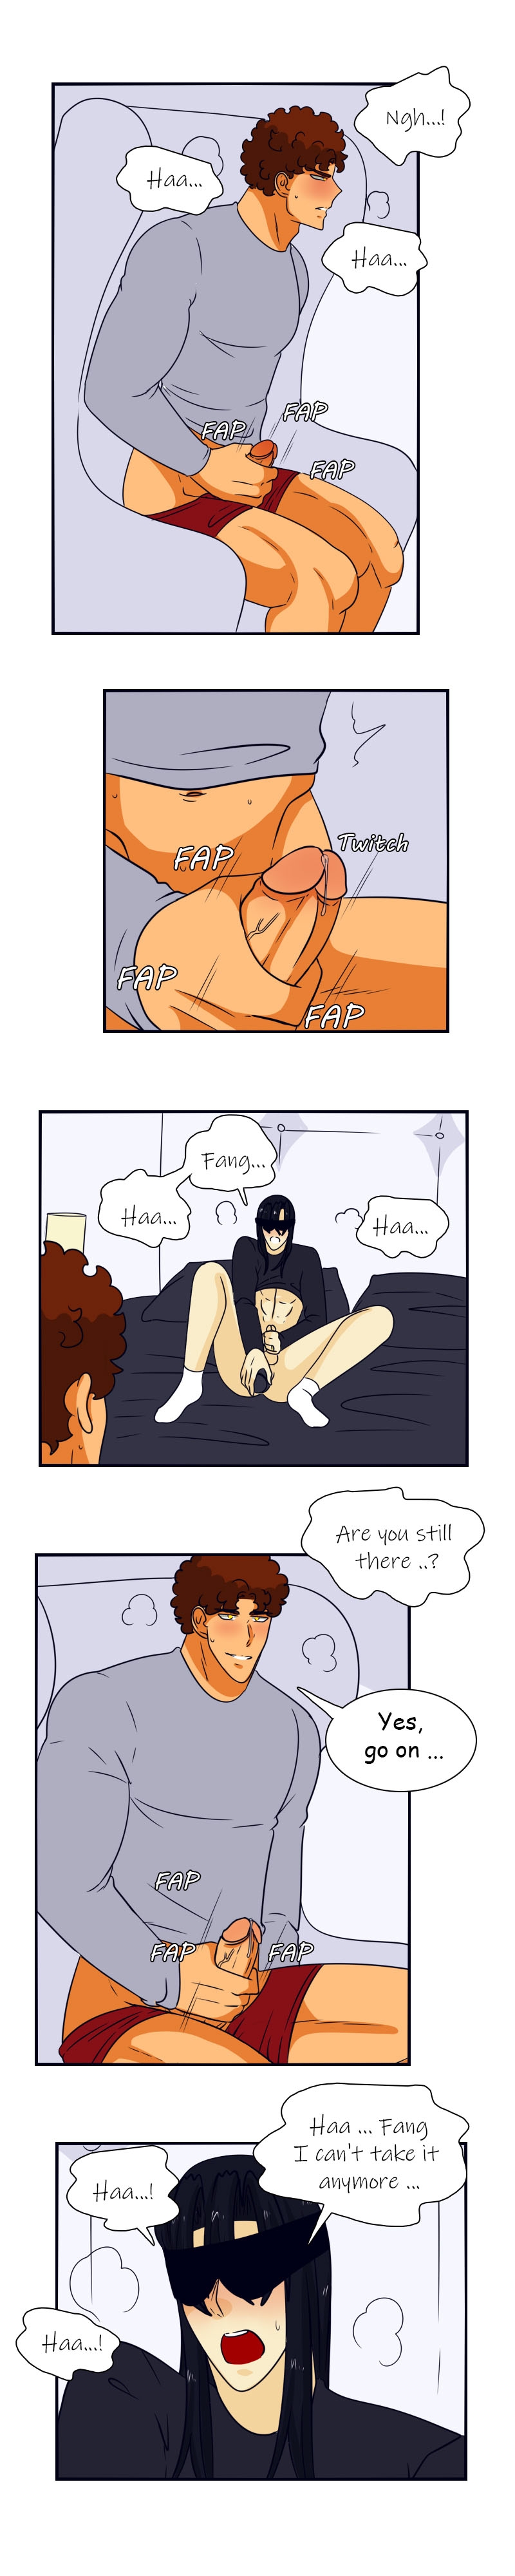 Ngh...!
Haa...
Haa...
FAP
FAP
FAP
Twitch
FAP
FAP
FAP
Fang...
Haa...
Haa...
Are you still
there ..?
Yes,
go on ...
FAP
FAP
FAP
Haa ... Fang
I can't take it
anymore ...
Haa...!
Haa...!